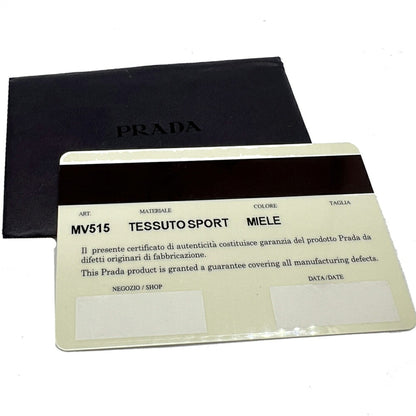 PRADA
ART. MATERIALE COLORE TAGLIA
MV515 TESSUTO SPORT MIELE
Il presente certificato di autenticità costituisce garanzia del prodotto Prada da
difetti originari di fabbricazione.
This Prada product is granted a guarantee covering all manufacturing defects.
NEGOZIO / SHOP DATA / DATE